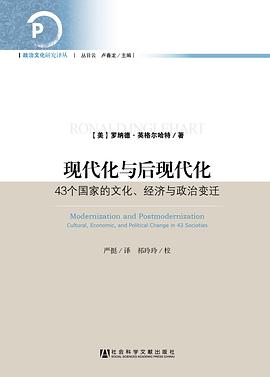 P
政治文化研究译丛 丛日云 卢春龙／主编
【美】罗纳德·英格尔哈特／著
RONALD INGLEHART
现代化与后现代化
43个国家的文化、经济与政治变迁
Modernization and Postmodernization
Cultural, Economic, and Political Change in 43 Societies
严挺／译 祁玲玲／校
社会科学文献出版社
SOCIAL SCIENCES ACADEMIC PRESS (CHINA)